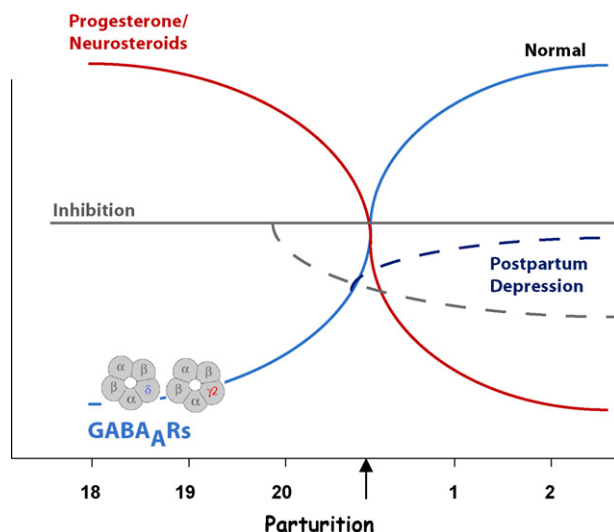 Progesterone/
Neurosteroids
Normal
Inhibition
Postpartum
Depression
α β
β δ
α
α β
β γ2
α
GABAARs
18 19 20 1 2
Parturition